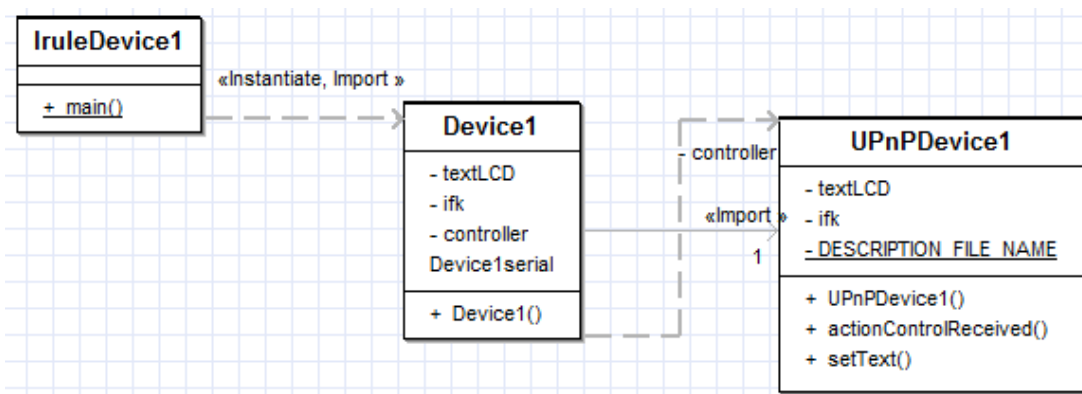 IruleDevice1
+ main()
«Instantiate, Import »
Device1
- textLCD
- ifk
- controller
Device1serial
+ Device1()
- controller
«Import »
1
UPnPDevice1
- textLCD
- ifk
- DESCRIPTION_FILE_NAME
+ UPnPDevice1()
+ actionControlReceived()
+ setText()